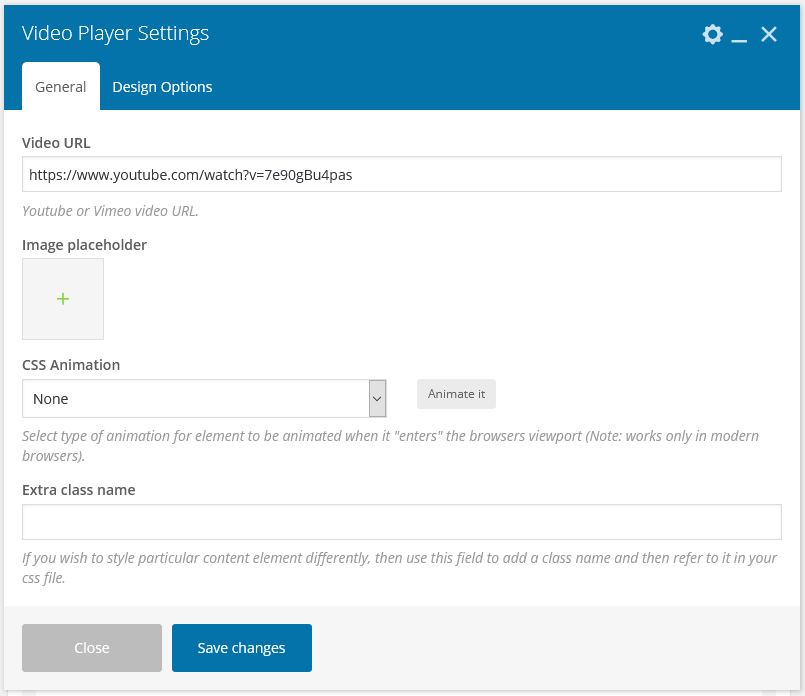 Video Player Settings
General
Design Options
Video URL
https://www.youtube.com/watch?v=7e90gBu4pas
Youtube or Vimeo video URL.
Image placeholder
+
CSS Animation
None
Animate it
Select type of animation for element to be animated when it "enters" the browsers viewport (Note: works only in modern
browsers).
Extra class name
If you wish to style particular content element differently, then use this field to add a class name and then refer to it in your
css file.
Close
Save changes